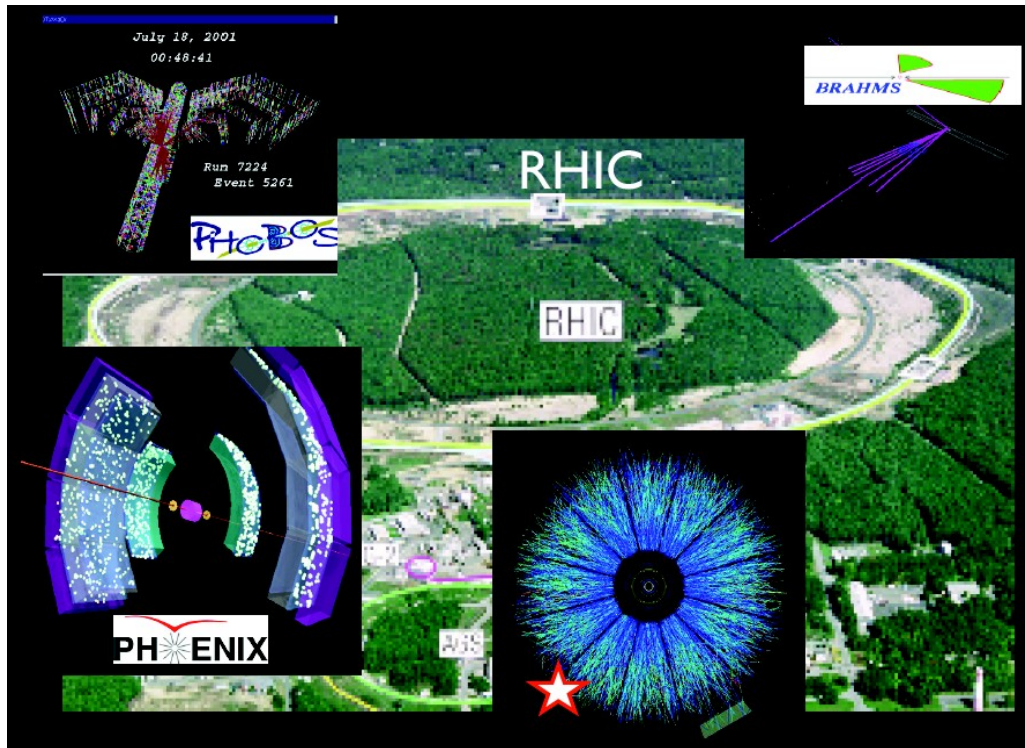 July 18, 2001
00:48:41
Run 7224
Event 5261
PHOBOS
BRAHMS
RHIC
RHIC
PHENIX
AGS